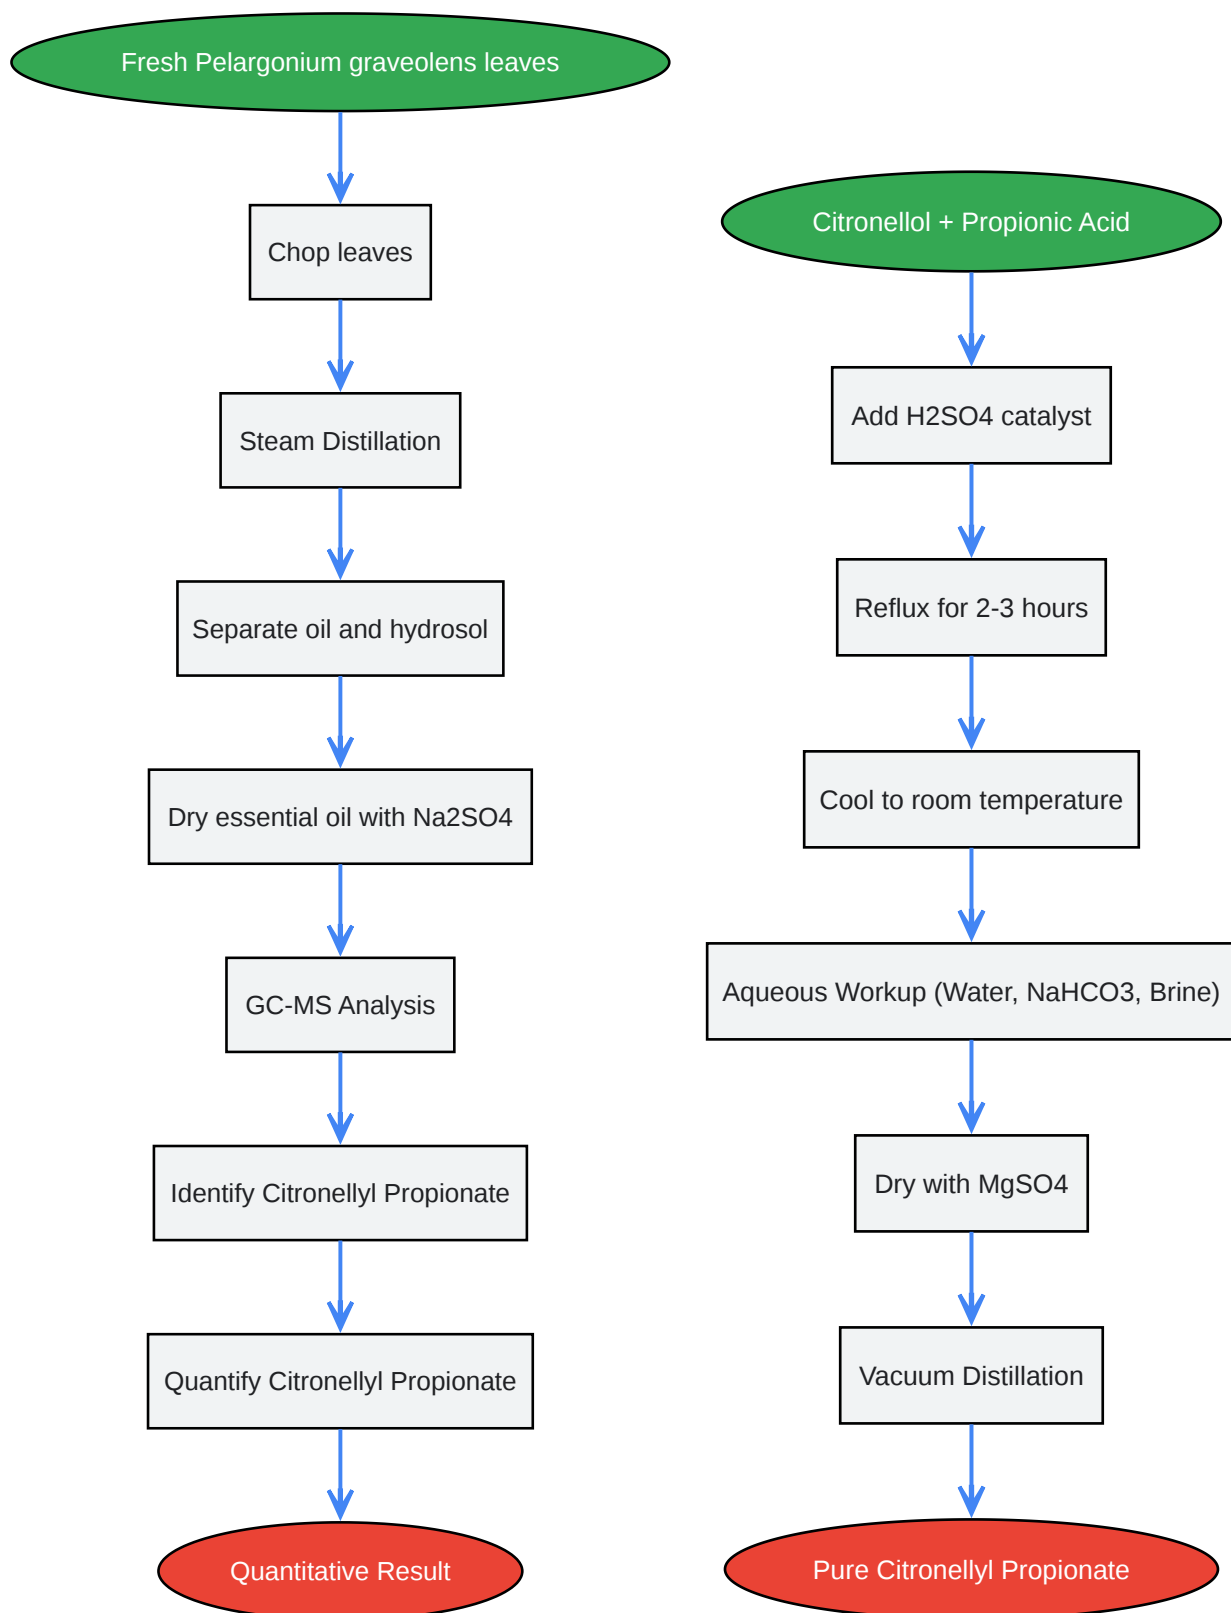 Fresh Pelargonium graveolens leaves
Chop leaves
Steam Distillation
Separate oil and hydrosol
Dry essential oil with Na2SO4
GC-MS Analysis
Identify Citronellyl Propionate
Quantify Citronellyl Propionate
Quantitative Result
Citronellol + Propionic Acid
Add H2SO4 catalyst
Reflux for 2-3 hours
Cool to room temperature
Aqueous Workup (Water, NaHCO3, Brine)
Dry with MgSO4
Vacuum Distillation
Pure Citronellyl Propionate